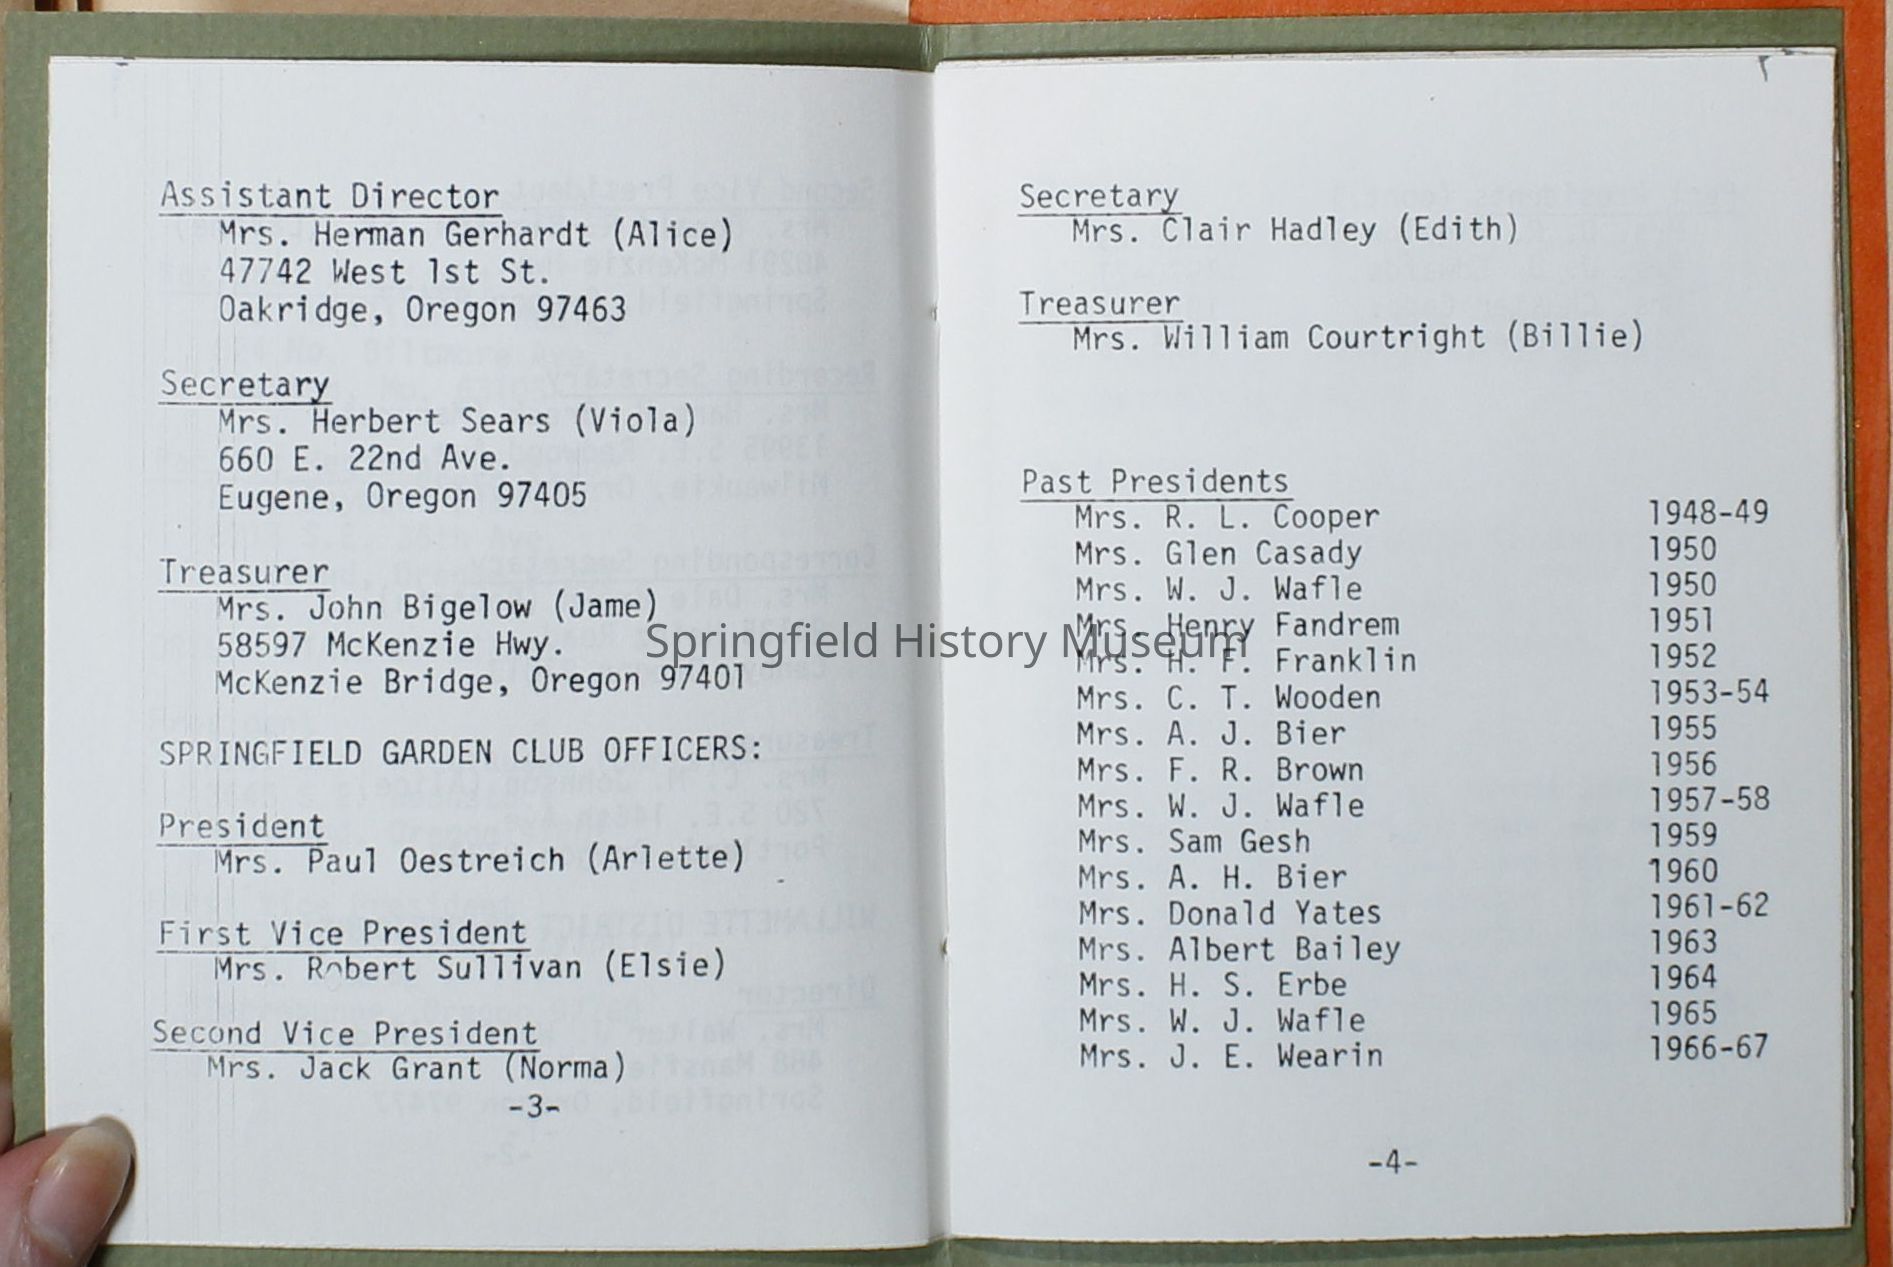 Assistant Director
Mrs. Herman Gerhardt (Alice)
47742 West 1st St.
Oakridge, Oregon 97463
Secretary
Mrs. Herbert Sears (Viola)
660 E. 22nd Ave.
Eugene, Oregon 97405
Treasurer
Mrs. John Bigelow (Jame)
58597 McKenzie Hwy.
McKenzie Bridge, Oregon 97401
SPRINGFIELD GARDEN CLUB OFFICERS:
President
Mrs. Paul Oestreich (Arlette)
First Vice President
Mrs. Robert Sullivan (Elsie)
Second Vice President
Mrs. Jack Grant (Norma)
-3-
Secretary
Mrs. Clair Hadley (Edith)
Treasurer
Mrs. William Courtright (Billie)
Past Presidents
Mrs. R. L. Cooper 1948-49
Mrs. Glen Casady 1950
Mrs. W. J. Wafle 1950
Mrs. Henry Fandrem 1951
Mrs. H. F. Franklin 1952
Mrs. C. T. Wooden 1953-54
Mrs. A. J. Bier 1955
Mrs. F. R. Brown 1956
Mrs. W. J. Wafle 1957-58
Mrs. Sam Gesh 1959
Mrs. A. H. Bier 1960
Mrs. Donald Yates 1961-62
Mrs. Albert Bailey 1963
Mrs. H. S. Erbe 1964
Mrs. W. J. Wafle 1965
Mrs. J. E. Wearin 1966-67
-4-
Springfield History Museum